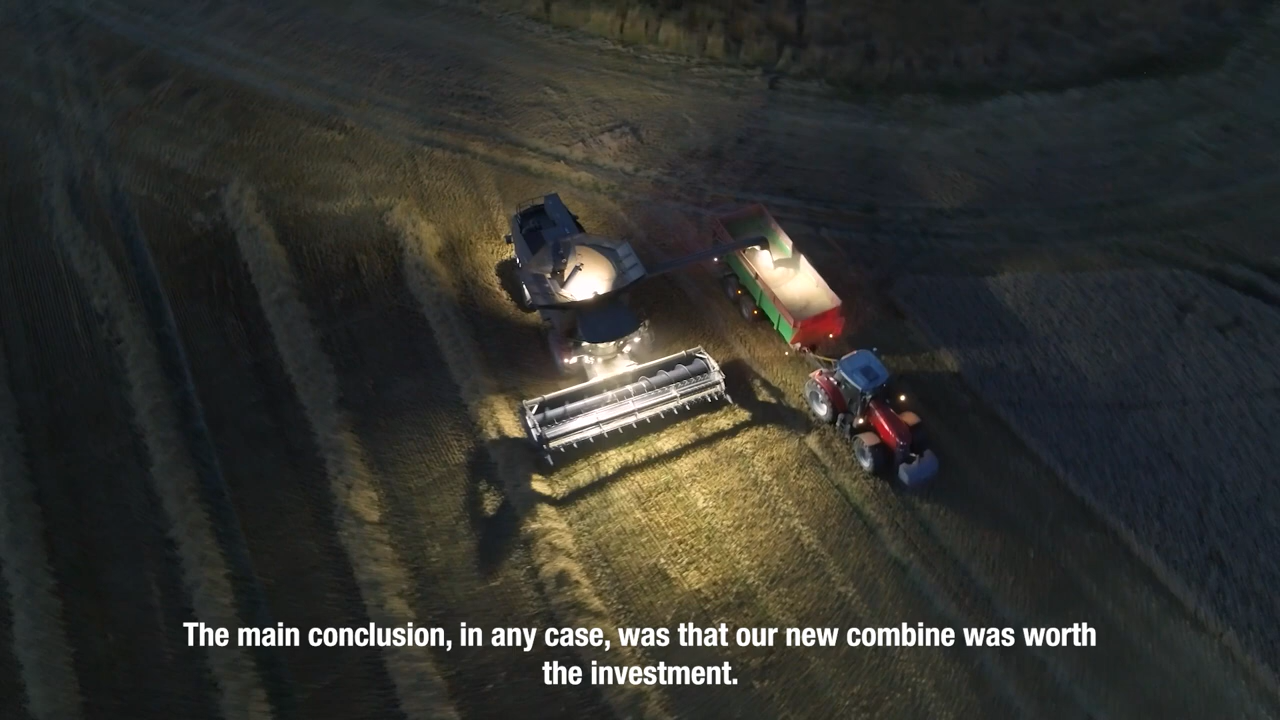 The main conclusion, in any case, was that our new combine was worth
the investment.